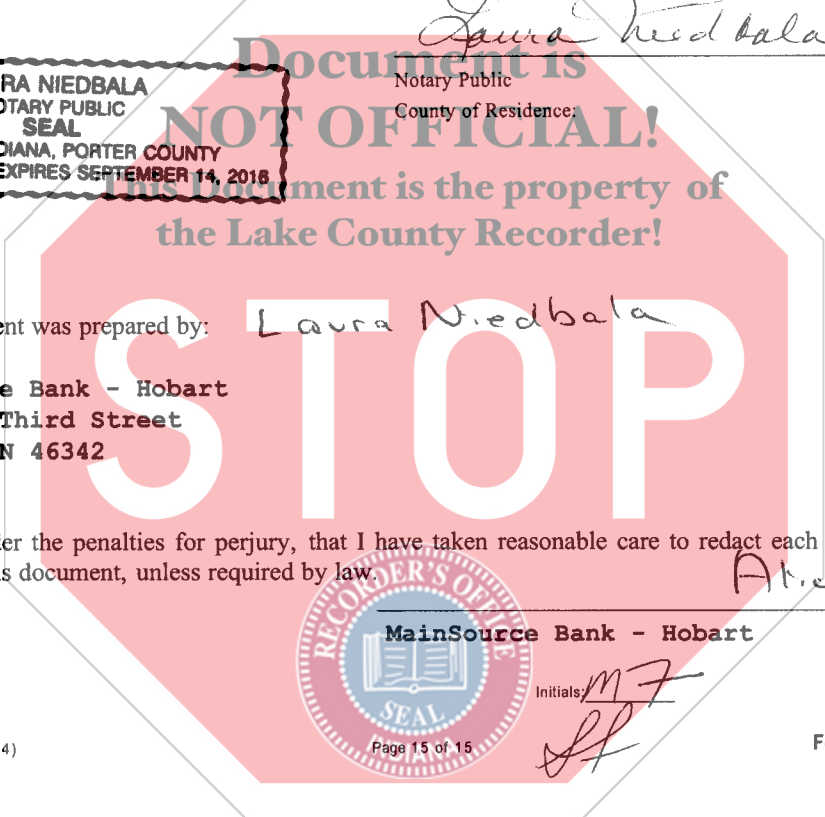 Laura Niedbala
Document is
RA NIEDBALA
OTARY PUBLIC
SEAL
DIANA, PORTER COUNTY
EXPIRES SEPTEMBER 14, 2016
Notary Public
County of Residence:
NOT OFFICIAL!
This Document is the property of
the Lake County Recorder!
ent was prepared by: Laura Niedbala
STOP
e Bank - Hobart
Third Street
N 46342
er the penalties for perjury, that I have taken reasonable care to redact each
s document, unless required by law.
RECORDER'S OFFICE
SEAL
INDIANA
MainSource Bank - Hobart
Initials: MF
Page 15 of 15
4)
F